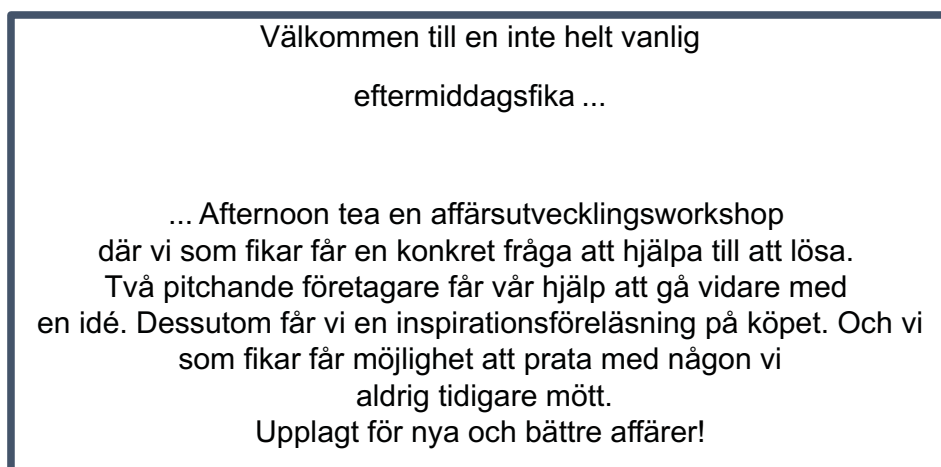 Välkommen till en inte helt vanlig
eftermiddagsfika ...
... Afternoon tea en affärsutvecklingsworkshop
där vi som fikar får en konkret fråga att hjälpa till att lösa.
Två pitchande företagare får vår hjälp att gå vidare med
en idé. Dessutom får vi en inspirationsföreläsning på köpet. Och vi
som fikar får möjlighet att prata med någon vi
aldrig tidigare mött.
Upplagt för nya och bättre affärer!